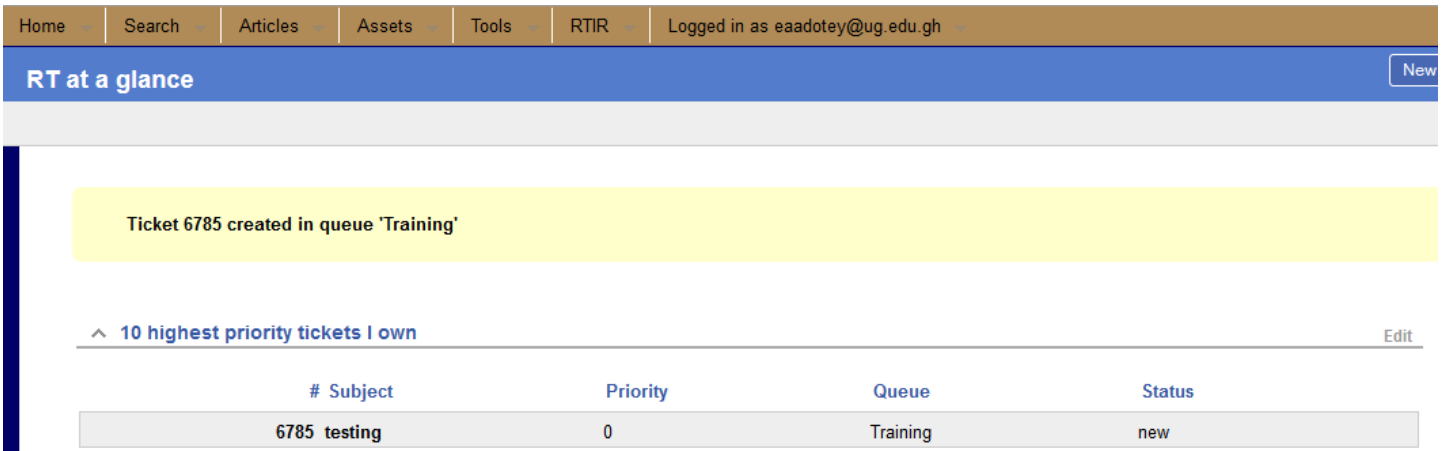 Home Search Articles Assets Tools RTIR Logged in as eaadotey@ug.edu.gh
RT at a glance New
Ticket 6785 created in queue 'Training'
10 highest priority tickets I own Edit
# Subject Priority Queue Status
6785 testing 0 Training new